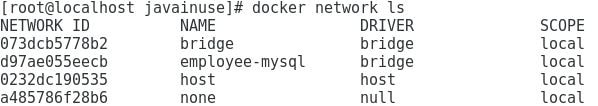 [root@localhost javainuse]# docker network ls
NETWORK ID NAME DRIVER SCOPE
073dcb5778b2 bridge bridge local
d97ae055eecb employee-mysql bridge local
0232dc190535 host host local
a485786f28b6 none null local